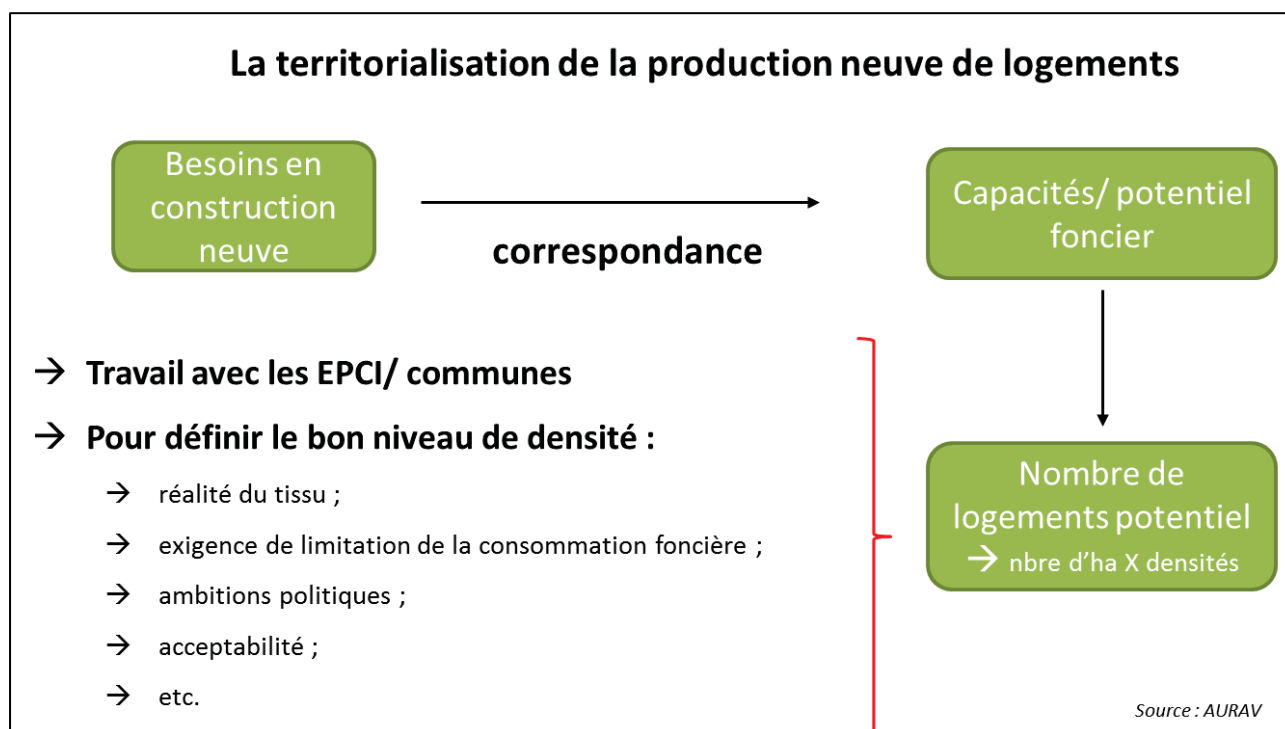 La territorialisation de la production neuve de logements
Besoins en
construction
neuve
correspondance
Capacités/ potentiel
foncier
→ Travail avec les EPCI/ communes
→ Pour définir le bon niveau de densité :
→ réalité du tissu ;
→ exigence de limitation de la consommation foncière ;
→ ambitions politiques ;
→ acceptabilité ;
→ etc.
Nombre de
logements potentiel
→ nbre d'ha X densités
Source : AURAV